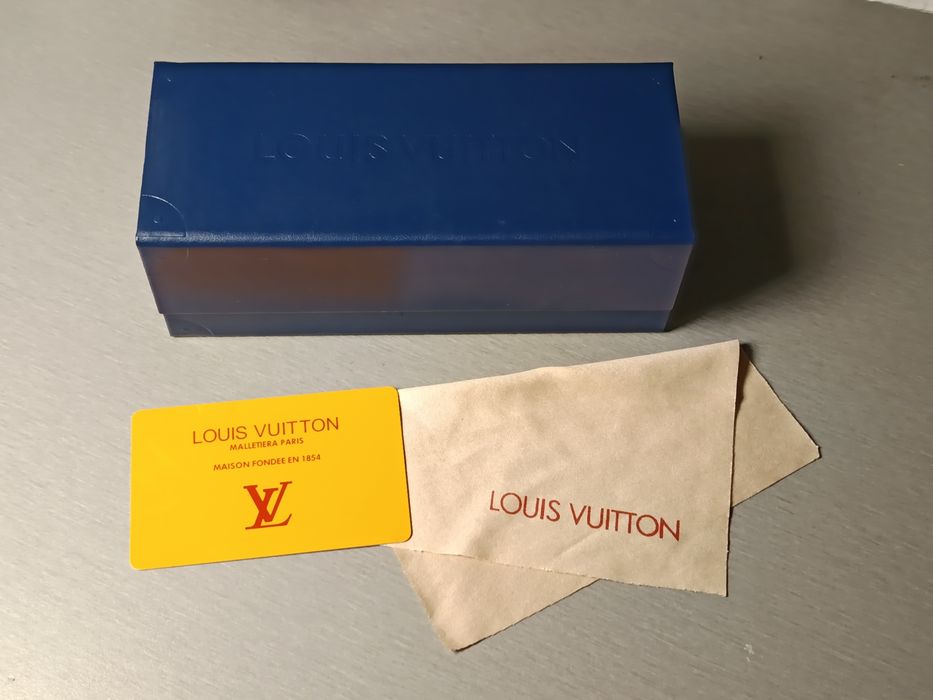 LOUIS VUITTON
LOUIS VUITTON
MALLETIERA PARIS
MAISON FONDEE EN 1854
LV
LOUIS VUITTON